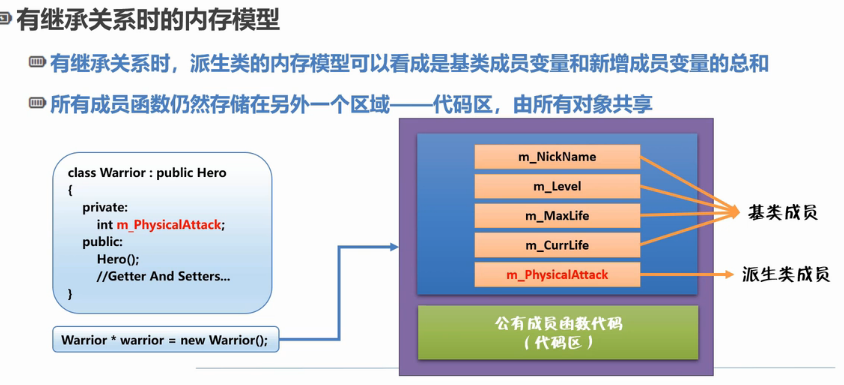 有继承关系时的内存模型
有继承关系时，派生类的内存模型可以看成是基类成员变量和新增成员变量的总和
所有成员函数仍然存储在另外一个区域——代码区，由所有对象共享
class Warrior : public Hero
{
private:
int m_PhysicalAttack;
public:
Hero();
//Getter And Setters...
}
Warrior * warrior = new Warrior();
m_NickName
m_Level
m_MaxLife
m_CurrLife
m_PhysicalAttack
基类成员
派生类成员
公有成员函数代码
（代码区）